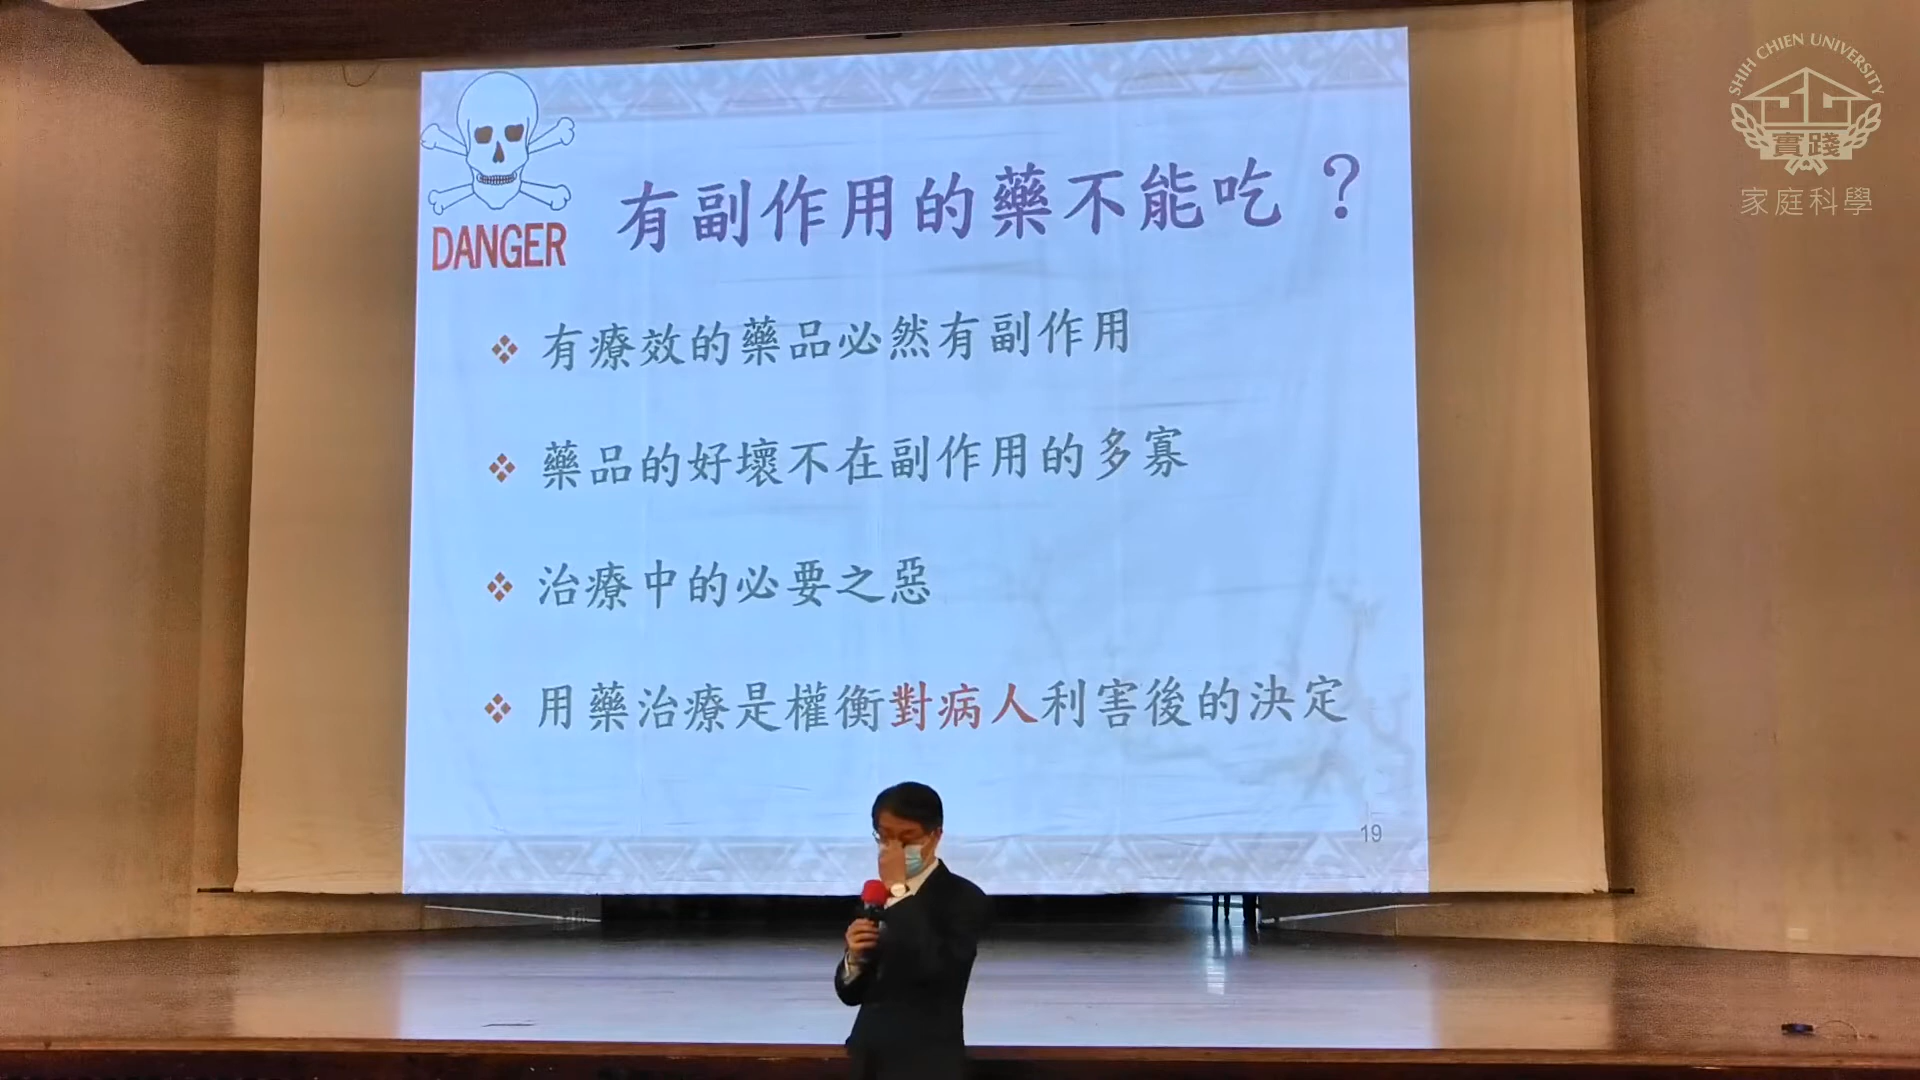 有副作用的藥不能吃？
DANGER
有療效的藥品必然有副作用
藥品的好壞不在副作用的多寡
治療中的必要之惡
用藥治療是權衡對病人利害後的決定
19
SHIH CHIEN UNIVERSITY
實踐
家庭科學